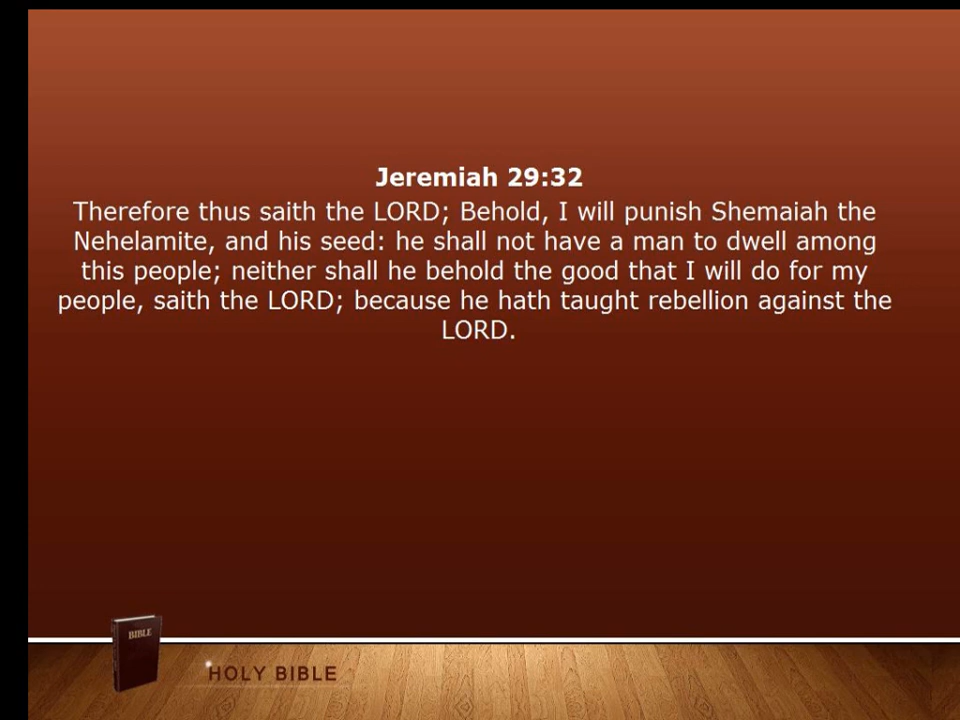 Jeremiah 29:32
Therefore thus saith the LORD; Behold, I will punish Shemaiah the
Nehelamite, and his seed: he shall not have a man to dwell among
this people; neither shall he behold the good that I will do for my
people, saith the LORD; because he hath taught rebellion against the
LORD.
BIBLE
HOLY BIBLE